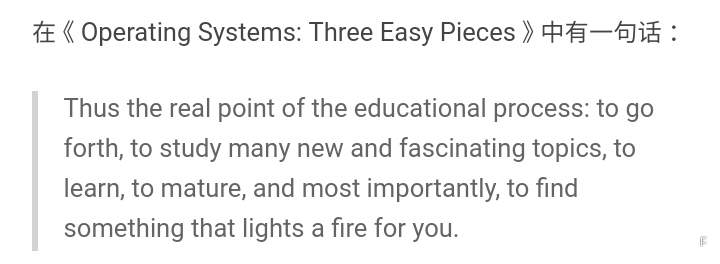 在《 Operating Systems: Three Easy Pieces 》中有一句话：
Thus the real point of the educational process: to go
forth, to study many new and fascinating topics, to
learn, to mature, and most importantly, to find
something that lights a fire for you.